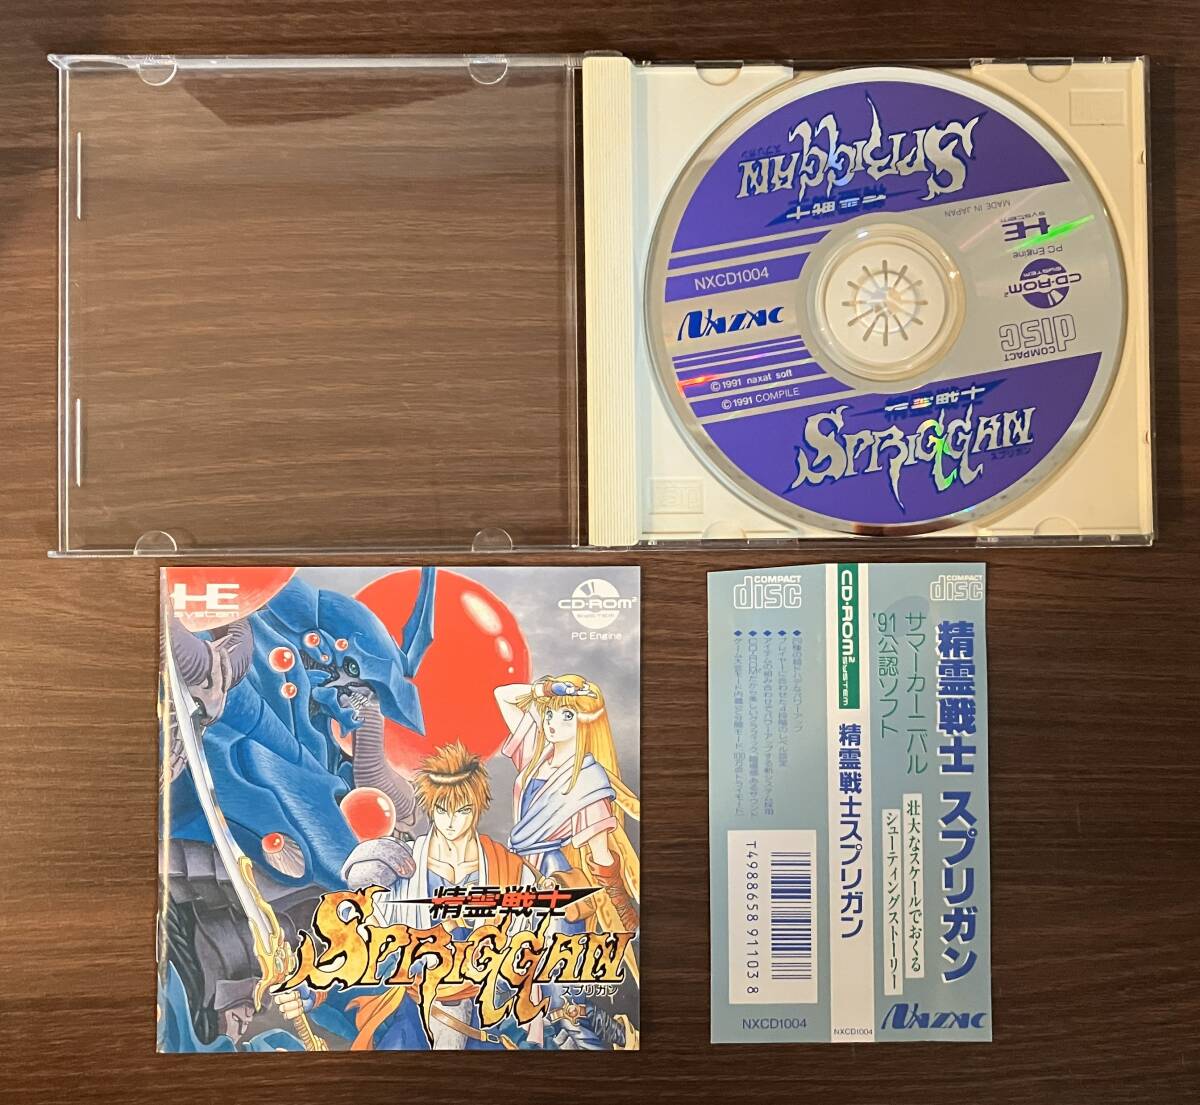 SPRIGGAN
スプリガン
精霊戦士
MADE IN JAPAN
HE
SYSTEM
PC Engine
CD-ROM²
SYSTEM
COMPACT
disc
NXCD1004
NAXAT
Ⓒ1991 naxat soft
Ⓒ1991 COMPILE
精霊戦士
SPRIGGAN
スプリガン
HE
SYSTEM
CD-ROM²
SYSTEM
PC Engine
精霊戦士
SPRIGGAN
スプリガン
COMPACT
disc
CD-ROM²
SYSTEM
精霊戦士スプリガン
NXCD1004
T4988658911038
NXCD1004
COMPACT
disc
精霊戦士 スプリガン
サマーカーニバル
'91公認ソフト
壮大なスケールでおくる
シューティングストーリー
NAXAT